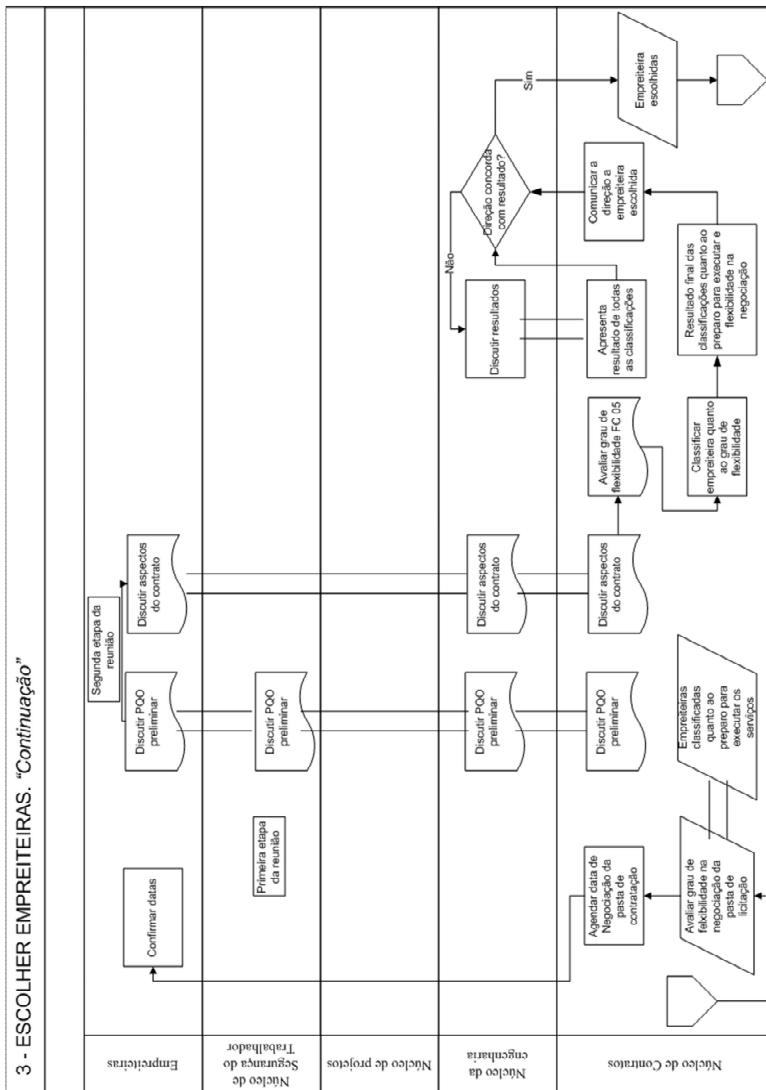 3 - ESCOLHER EMPREITEIRAS. "Continuação"
Empreiteiras
Confirmar datas
Segunda etapa da
reunião
Discutir PQO
preliminar
Discutir aspectos
do contrato
Núcleo de
Segurança do
Trabalhador
Primeira etapa
da reunião
Discutir PQO
preliminar
Núcleo de projetos
Núcleo da
engenharia
Discutir PQO
preliminar
Discutir aspectos
do contrato
Discutir resultados
Não
Direção concorda
com resultado?
Sim
Núcleo de Contratos
Agendar data de
Negociação da
pasta de
contratação
Avaliar grau de
felxibilidade na
negociação da
pasta de
licitação
Discutir PQO
preliminar
Empreiteiras
classificadas
quanto ao
preparo para
executar os
serviços
Discutir aspectos
do contrato
Avaliar grau de
flexibilidade FC 05
Classificar
empreiteira quanto
ao grau de
flexibilidade
Apresenta
resultado de todas
as classificações
Resultado final das
classificações quanto ao
preparo para executar e
flexibilidade na
negociação
Comunicar a
direção a
empreiteira
escolhida
Empreiteira
escolhidas